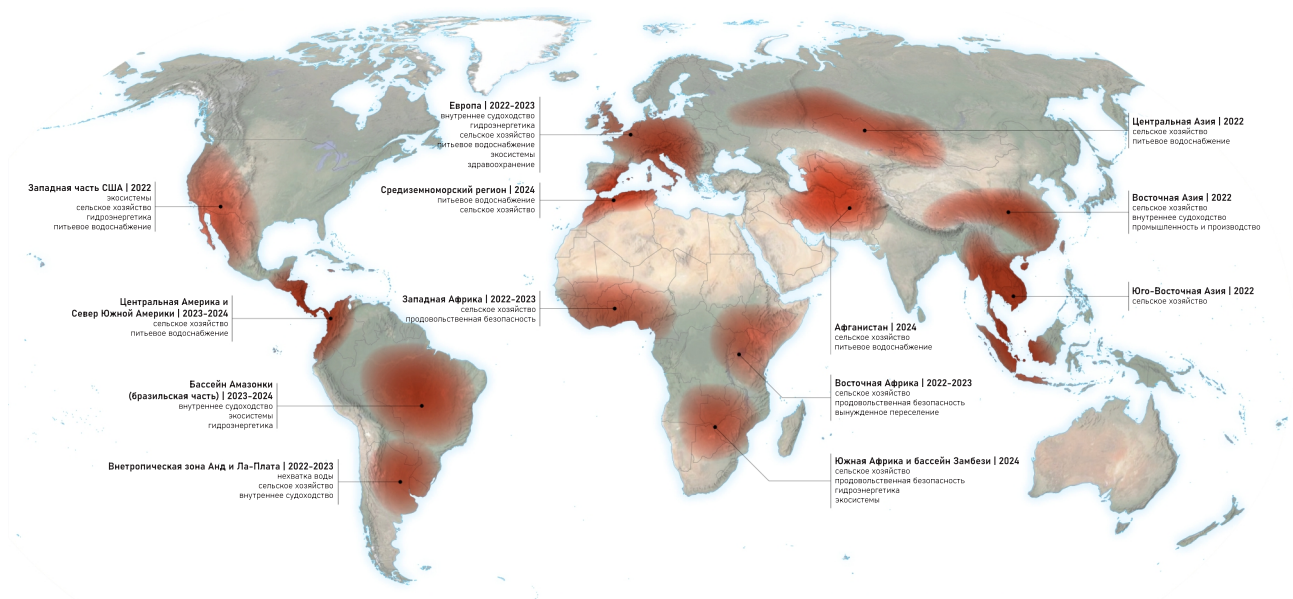 Европа | 2022-2023
внутреннее судоходство
гидроэнергетика
сельское хозяйство
питьевое водоснабжение
экосистемы
здравоохранение
Западная часть США | 2022
экосистемы
сельское хозяйство
гидроэнергетика
питьевое водоснабжение
Средиземноморский регион | 2024
питьевое водоснабжение
сельское хозяйство
Центральная Америка и
Север Южной Америки | 2023-2024
сельское хозяйство
питьевое водоснабжение
Западная Африка | 2022-2023
сельское хозяйство
продовольственная безопасность
Бассейн Амазонки
(бразильская часть) | 2023-2024
внутреннее судоходство
экосистемы
гидроэнергетика
Внетропическая зона Анд и Ла-Плата | 2022-2023
нехватка воды
сельское хозяйство
внутреннее судоходство
Центральная Азия | 2022
сельское хозяйство
питьевое водоснабжение
Восточная Азия | 2022
сельское хозяйство
внутреннее судоходство
промышленность и производство
Юго-Восточная Азия | 2022
сельское хозяйство
Афганистан | 2024
сельское хозяйство
питьевое водоснабжение
Восточная Африка | 2022-2023
сельское хозяйство
продовольственная безопасность
вынужденное переселение
Южная Африка и бассейн Замбези | 2024
сельское хозяйство
продовольственная безопасность
гидроэнергетика
экосистемы